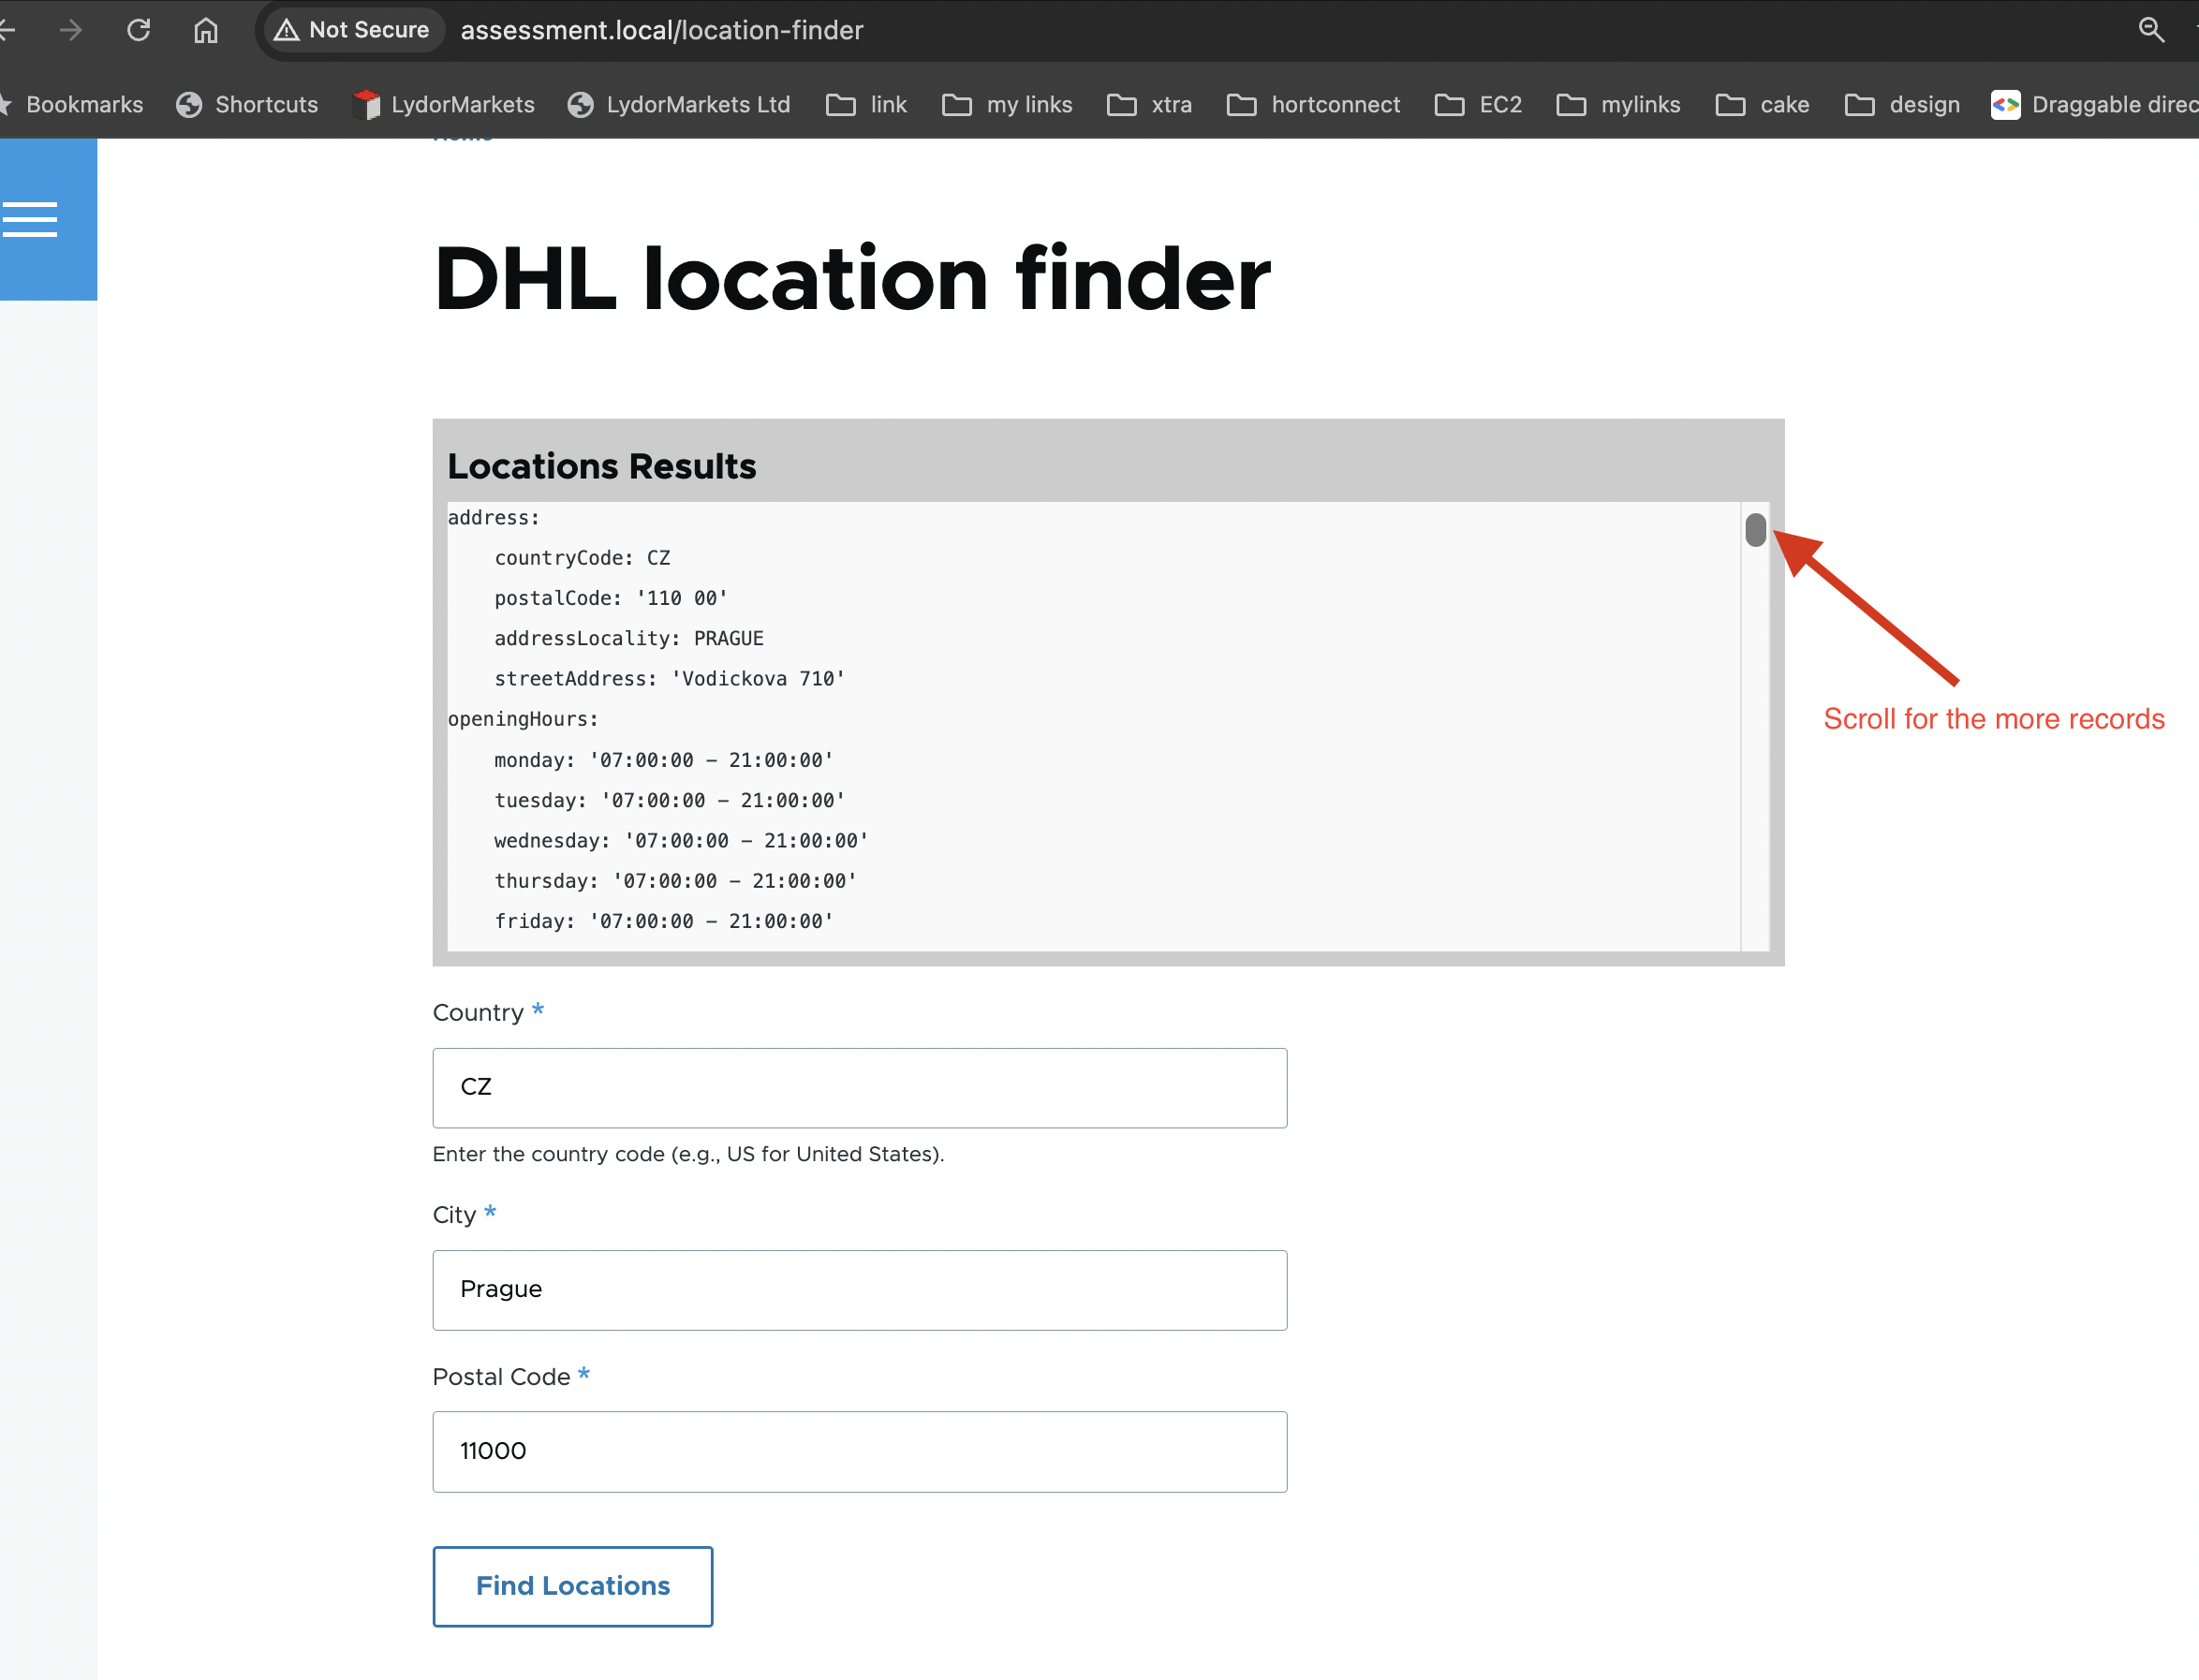 Not Secure assessment.local/location-finder
Bookmarks Shortcuts LydorMarkets LydorMarkets Ltd link my links xtra hortconnect EC2 mylinks cake design Draggable direc
Home
DHL location finder
Locations Results
address:
countryCode: CZ
postalCode: '110 00'
addressLocality: PRAGUE
streetAddress: 'Vodickova 710'
openingHours:
monday: '07:00:00 - 21:00:00'
Scroll for the more records
tuesday: '07:00:00 - 21:00:00'
wednesday: '07:00:00 - 21:00:00'
thursday: '07:00:00 - 21:00:00'
friday: '07:00:00 - 21:00:00'
Country *
CZ
Enter the country code (e.g., US for United States).
City *
Prague
Postal Code *
11000
Find Locations